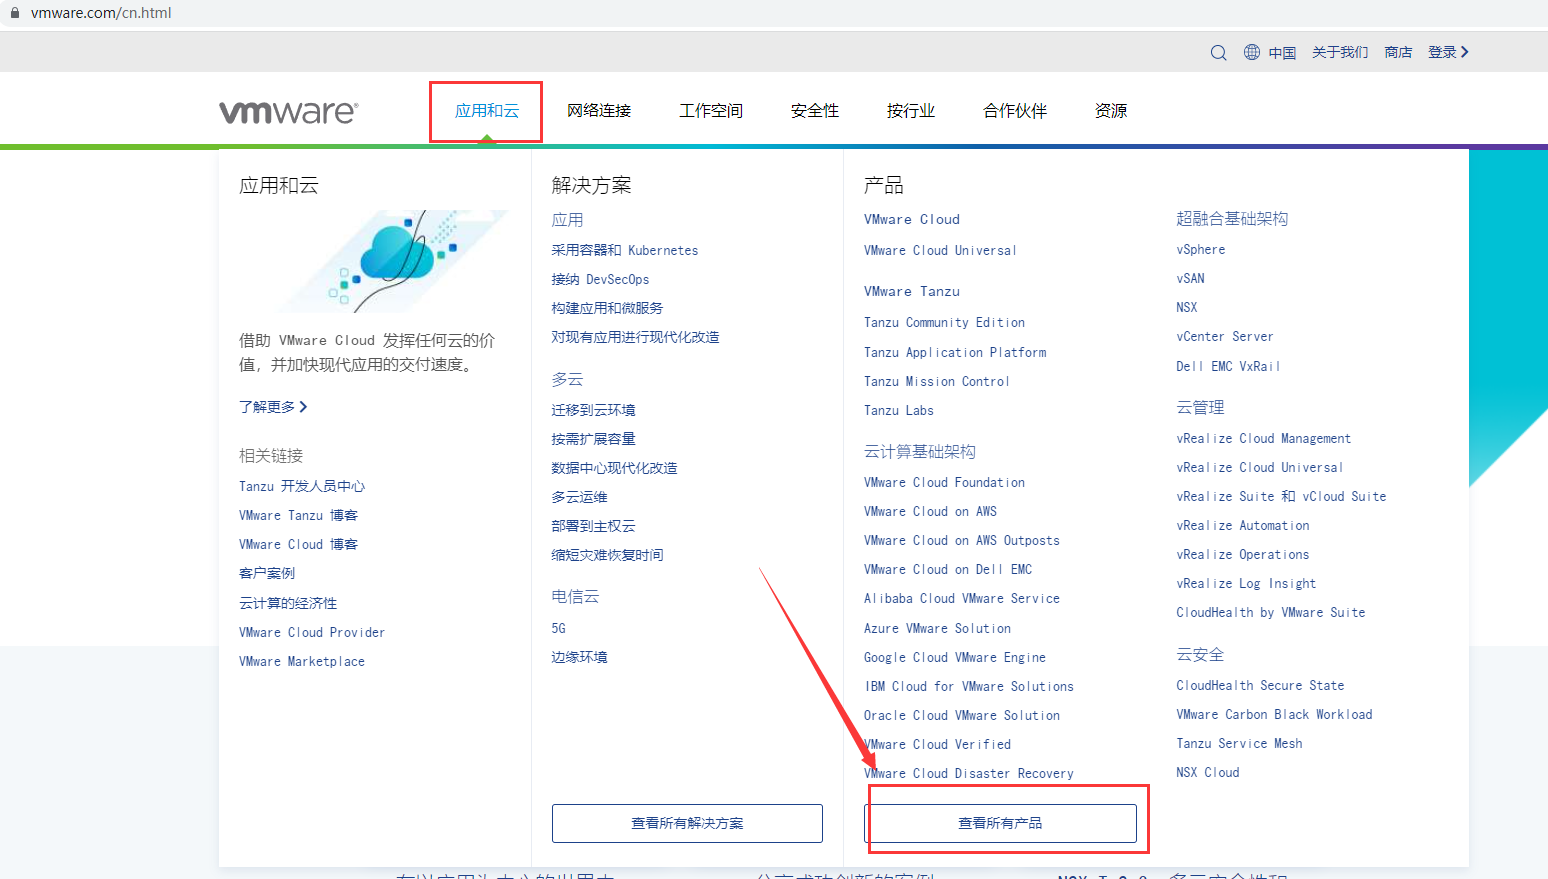 vmware.com/cn.html
中国 关于我们 商店 登录
vmware®
应用和云 网络连接 工作空间 安全性 按行业 合作伙伴 资源
应用和云
借助 VMware Cloud 发挥任何云的价
值，并加快现代应用的交付速度。
了解更多
相关链接
Tanzu 开发人员中心
VMware Tanzu 博客
VMware Cloud 博客
客户案例
云计算的经济性
VMware Cloud Provider
VMware Marketplace
解决方案
应用
采用容器和 Kubernetes
接纳 DevSecOps
构建应用和微服务
对现有应用进行现代化改造
多云
迁移到云环境
按需扩展容量
数据中心现代化改造
多云运维
部署到主权云
缩短灾难恢复时间
电信云
5G
边缘环境
查看所有解决方案
产品
VMware Cloud
VMware Cloud Universal
VMware Tanzu
Tanzu Community Edition
Tanzu Application Platform
Tanzu Mission Control
Tanzu Labs
云计算基础架构
VMware Cloud Foundation
VMware Cloud on AWS
VMware Cloud on AWS Outposts
VMware Cloud on Dell EMC
Alibaba Cloud VMware Service
Azure VMware Solution
Google Cloud VMware Engine
IBM Cloud for VMware Solutions
Oracle Cloud VMware Solution
VMware Cloud Verified
VMware Cloud Disaster Recovery
查看所有产品
超融合基础架构
vSphere
vSAN
NSX
vCenter Server
Dell EMC VxRail
云管理
vRealize Cloud Management
vRealize Cloud Universal
vRealize Suite 和 vCloud Suite
vRealize Automation
vRealize Operations
vRealize Log Insight
CloudHealth by VMware Suite
云安全
CloudHealth Secure State
VMware Carbon Black Workload
Tanzu Service Mesh
NSX Cloud